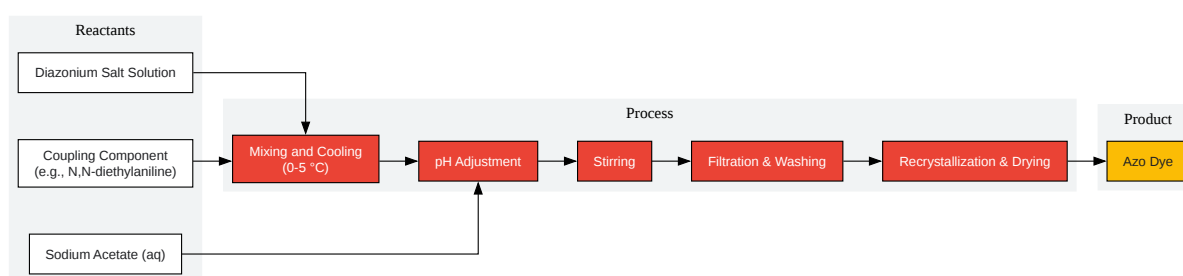 Reactants
Diazonium Salt Solution
Coupling Component
(e.g., N,N-diethylaniline)
Sodium Acetate (aq)
Process
Mixing and Cooling
(0-5 °C)
pH Adjustment
Stirring
Filtration & Washing
Recrystallization & Drying
Product
Azo Dye